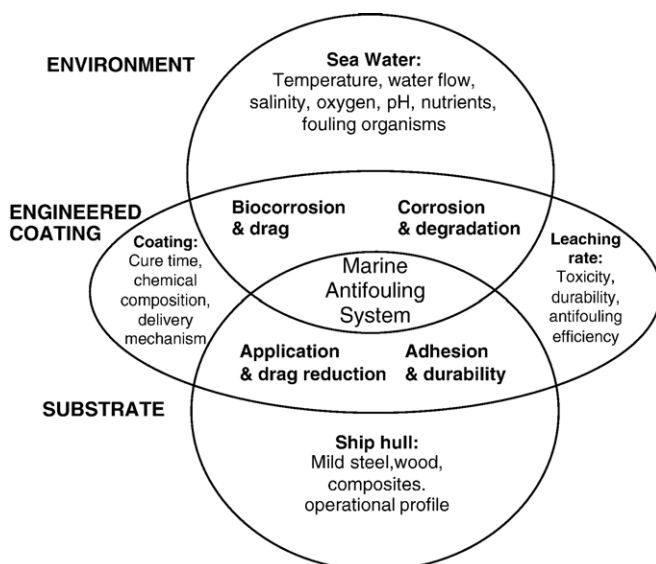 ENVIRONMENT
Sea Water:
Temperature, water flow,
salinity, oxygen, pH, nutrients,
fouling organisms
ENGINEERED
COATING
Biocorrosion
& drag
Corrosion
& degradation
Coating:
Cure time,
chemical
composition,
delivery
mechanism
Leaching
rate:
Toxicity,
durability,
antifouling
efficiency
Marine
Antifouling
System
Application
& drag reduction
Adhesion
& durability
SUBSTRATE
Ship hull:
Mild steel,wood,
composites.
operational profile